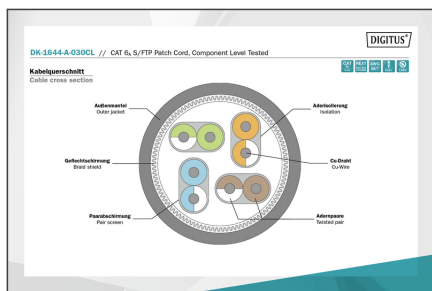 DIGITUS®
DK-1644-A-030CL // CAT 6A S/FTP Patch Cord, Component Level Tested
Kabelquerschnitt
Cable cross section
Außenmantel
Outer jacket
Aderisolierung
Isolation
Geflechtschirmung
Braid shield
Cu-Draht
Cu-Wire
Paarabschirmung
Pair screen
Adernpaare
Twisted pair